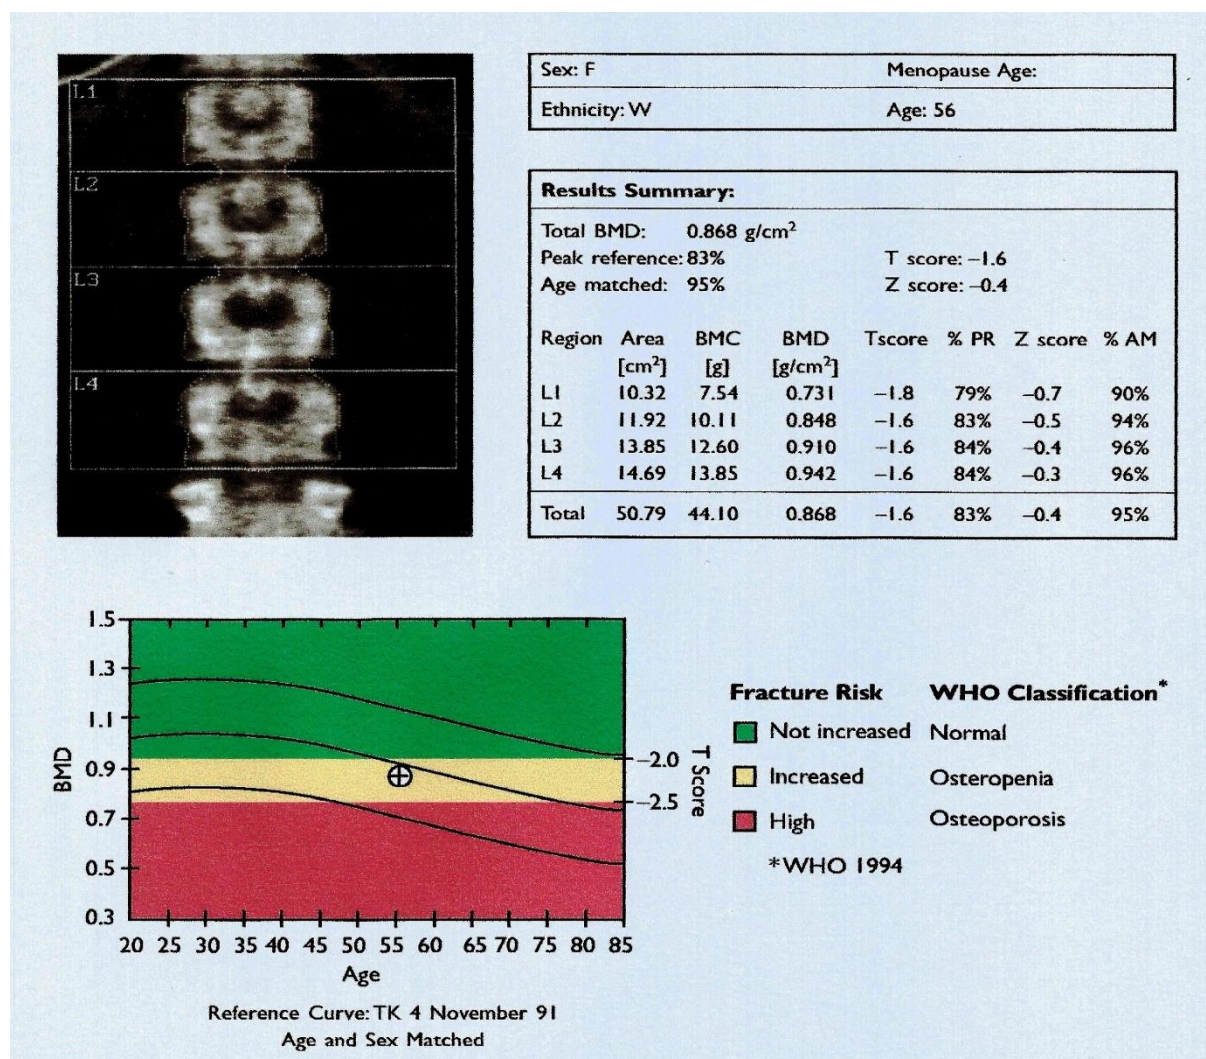 L1
L2
L3
L4
Sex: F Menopause Age:
Ethnicity: W Age: 56
Results Summary:
Total BMD: 0.868 g/cm²
Peak reference: 83% T score: –1.6
Age matched: 95% Z score: –0.4
Region Area BMC BMD Tscore % PR Z score % AM
[cm²] [g] [g/cm²]
L1 10.32 7.54 0.731 –1.8 79% –0.7 90%
L2 11.92 10.11 0.848 –1.6 83% –0.5 94%
L3 13.85 12.60 0.910 –1.6 84% –0.4 96%
L4 14.69 13.85 0.942 –1.6 84% –0.3 96%
Total 50.79 44.10 0.868 –1.6 83% –0.4 95%
1.5
1.3
1.1
0.9
0.7
0.5
0.3
BMD
20 25 30 35 40 45 50 55 60 65 70 75 80 85
Age
–2.0
–2.5
T Score
Reference Curve: TK 4 November 91
Age and Sex Matched
Fracture Risk WHO Classification*
Not increased Normal
Increased Osteropenia
High Osteoporosis
*WHO 1994